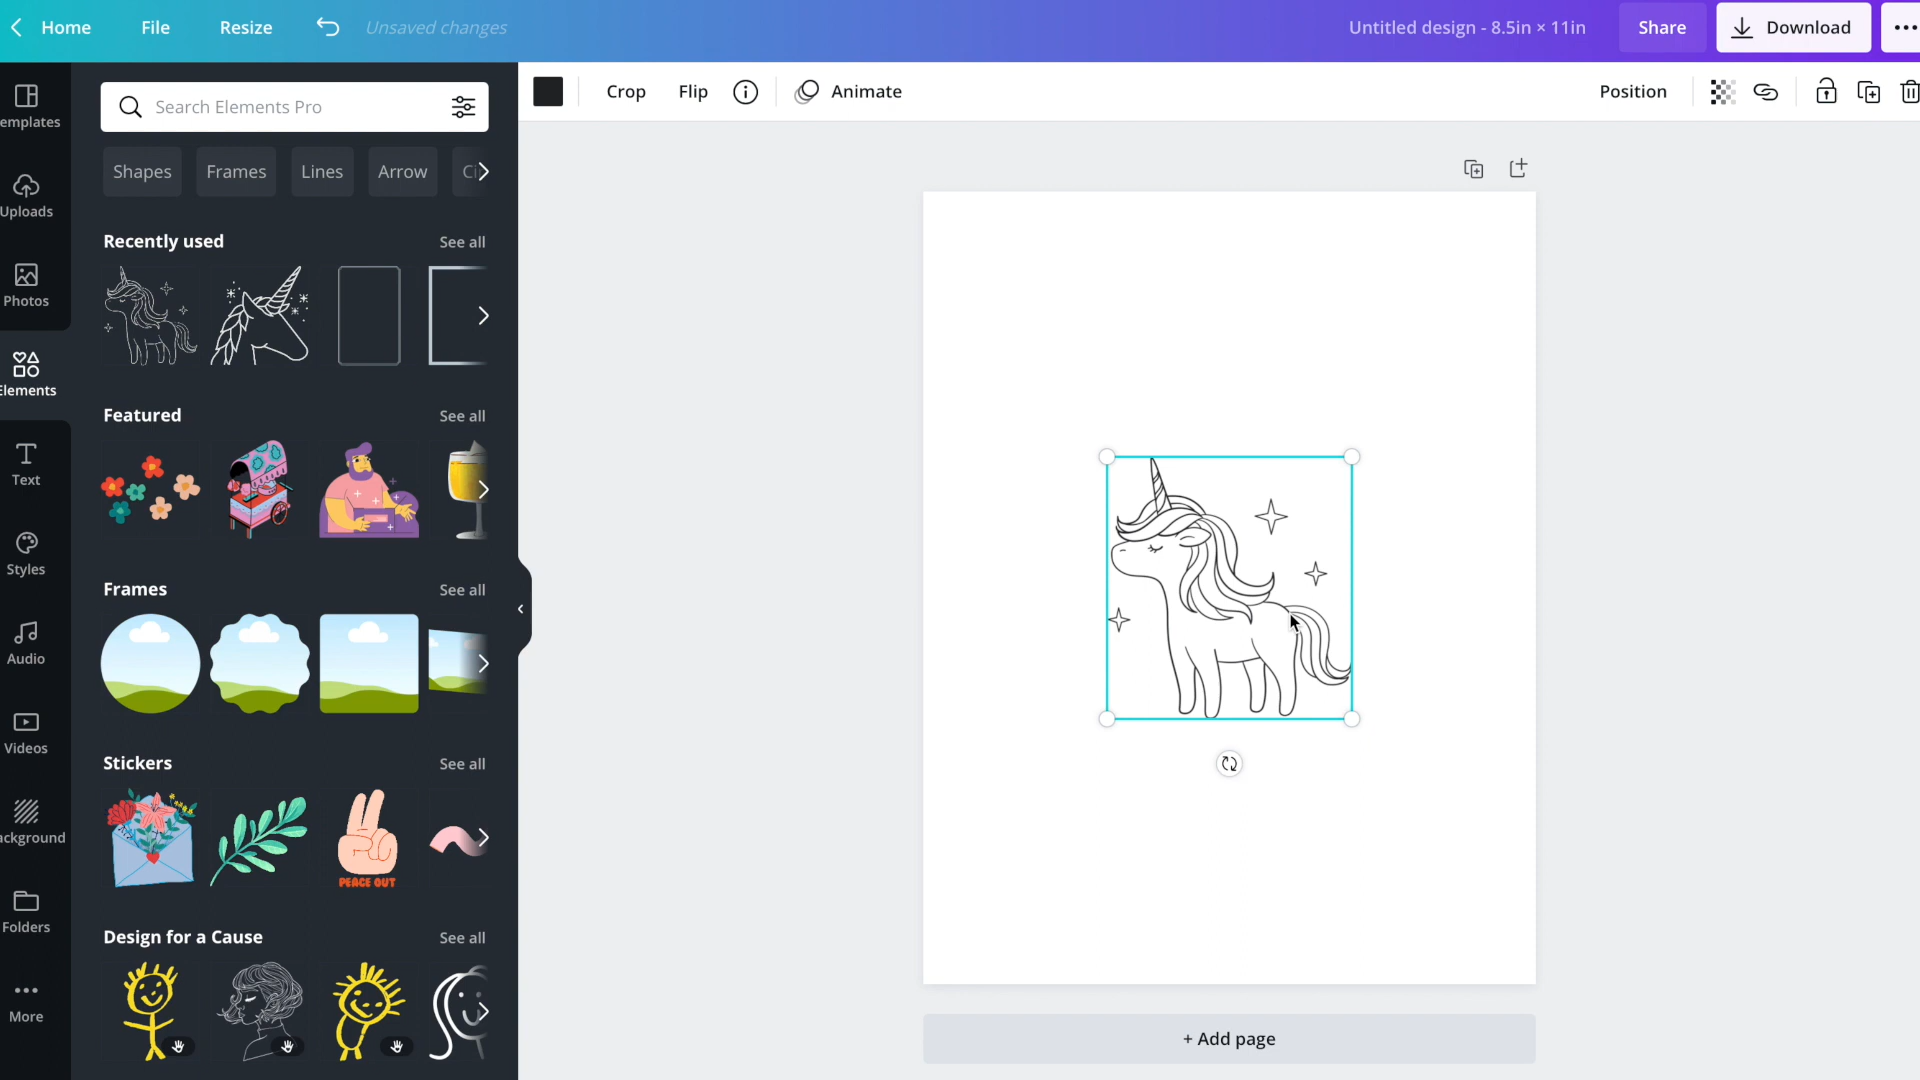 Home File Resize Unsaved changes Untitled design - 8.5in × 11in Share Download
Search Elements Pro
Crop Flip Animate Position
Shapes Frames Lines Arrow Ci
emplates
Uploads
Photos
Elements
Text
Styles
Audio
Videos
ackground
Folders
More
Recently used See all
Featured See all
Frames See all
Stickers See all
PEACE OUT
Design for a Cause See all
+ Add page